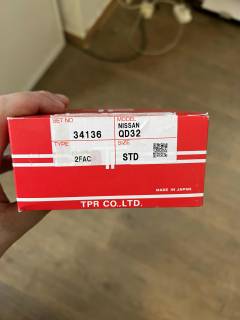 SET NO
34136
MODEL
NISSAN
QD32
TYPE
2FAC
SIZE
STD
MADE IN JAPAN
TPR CO.,LTD.